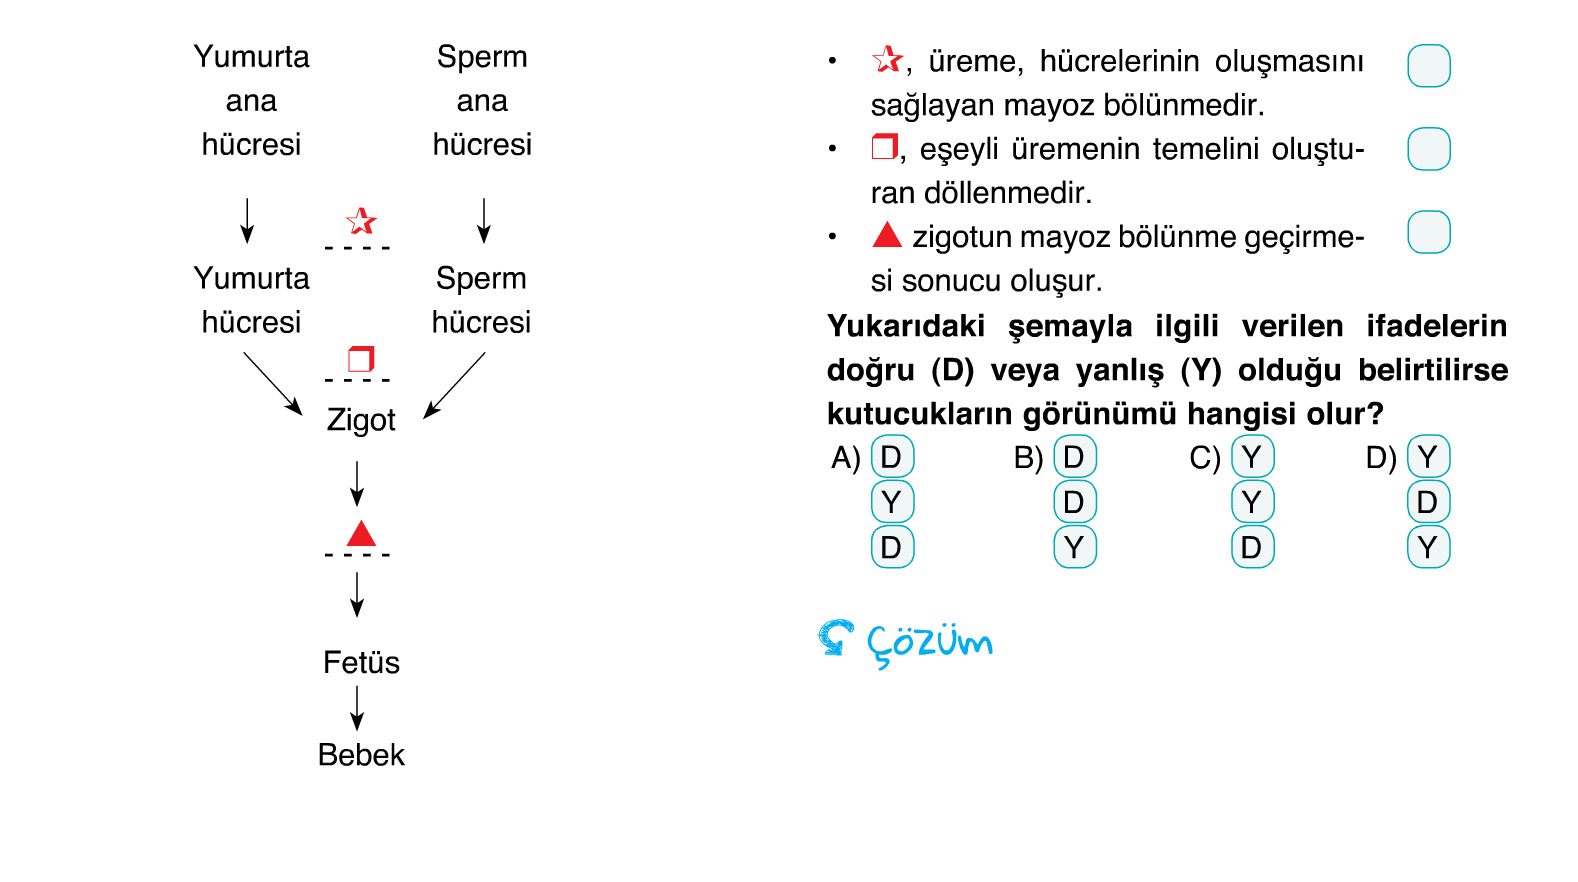 Yumurta
ana
hücresi
Sperm
ana
hücresi
Yumurta
hücresi
Sperm
hücresi
Zigot
Fetüs
Bebek
• ☆, üreme, hücrelerinin oluşmasını
sağlayan mayoz bölünmedir.
• ❒, eşeyli üremenin temelini oluştu-
ran döllenmedir.
• ▲ zigotun mayoz bölünme geçirme-
si sonucu oluşur.
Yukarıdaki şemayla ilgili verilen ifadelerin
doğru (D) veya yanlış (Y) olduğu belirtilirse
kutucukların görünümü hangisi olur?
A) D B) D C) Y D) Y
Y D Y D
D Y D Y
Çözüm